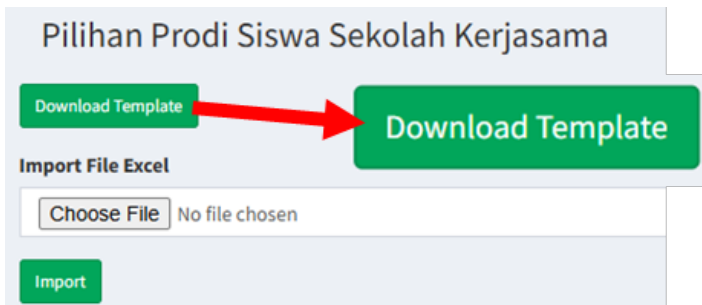 Pilihan Prodi Siswa Sekolah Kerjasama
Download Template
Download Template
Import File Excel
Choose File No file chosen
Import